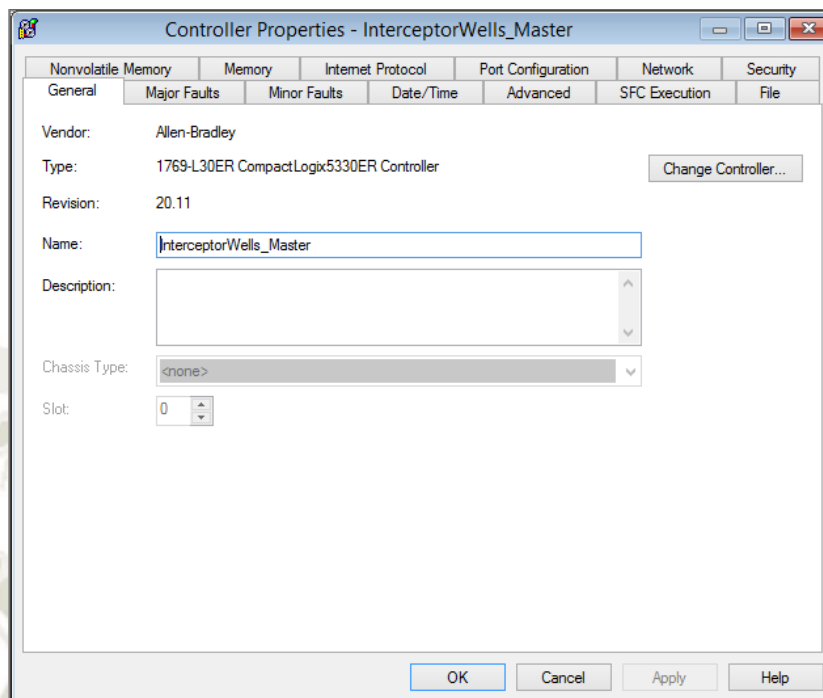 Controller Properties - InterceptorWells_Master
Nonvolatile Memory Memory Internet Protocol Port Configuration Network Security
General Major Faults Minor Faults Date/Time Advanced SFC Execution File
Vendor: Allen-Bradley
Type: 1769-L30ER CompactLogix5330ER Controller Change Controller...
Revision: 20.11
Name: InterceptorWells_Master
Description:
Chassis Type: <none>
Slot: 0
OK Cancel Apply Help